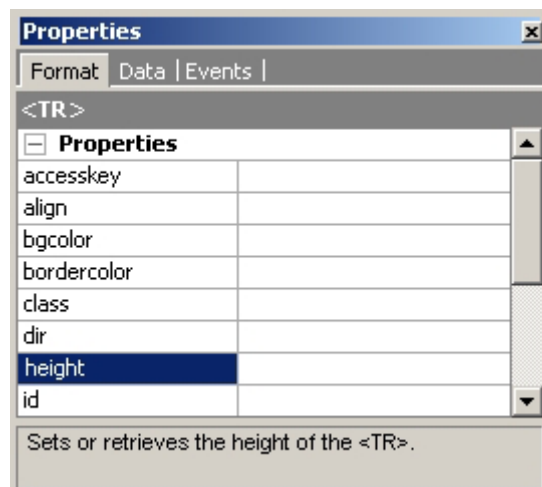 Properties
Format Data | Events |
<TR>
Properties
accesskey
align
bgcolor
bordercolor
class
dir
height
id
Sets or retrieves the height of the <TR>.